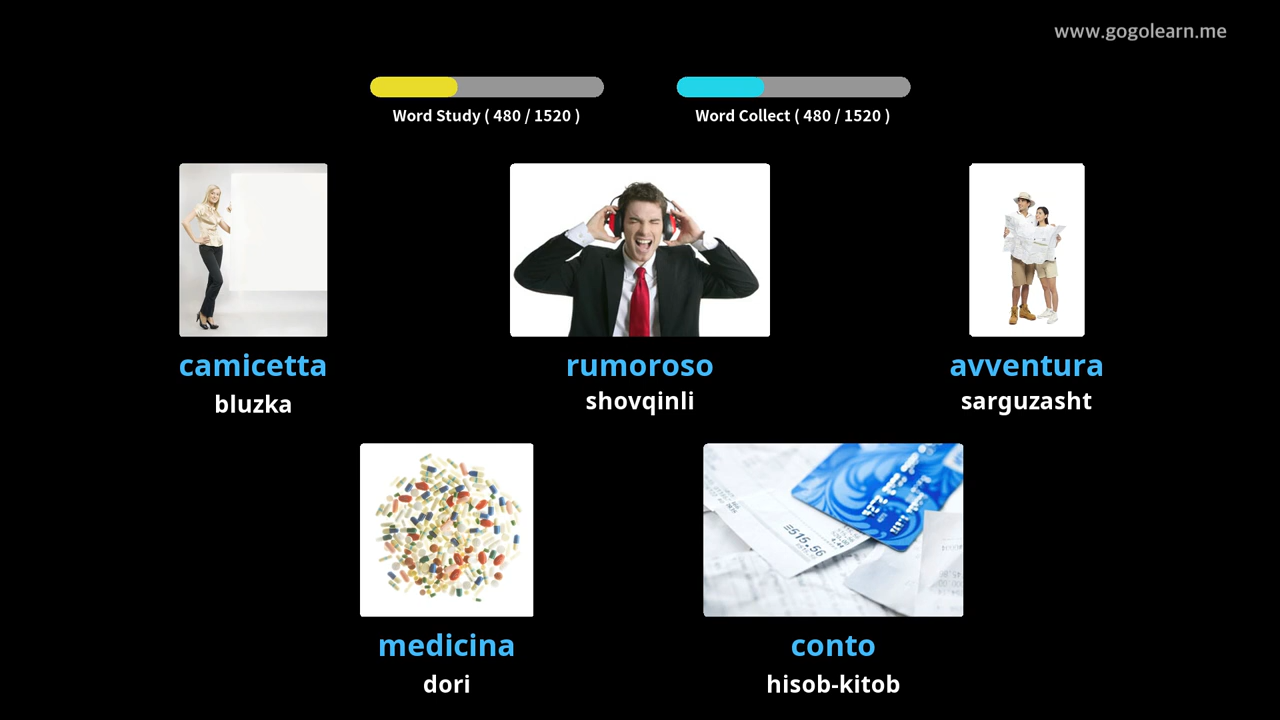 www.gogolearn.me
Word Study ( 480 / 1520 )
Word Collect ( 480 / 1520 )
camicetta
bluzka
rumoroso
shovqinli
avventura
sarguzasht
medicina
dori
conto
hisob-kitob